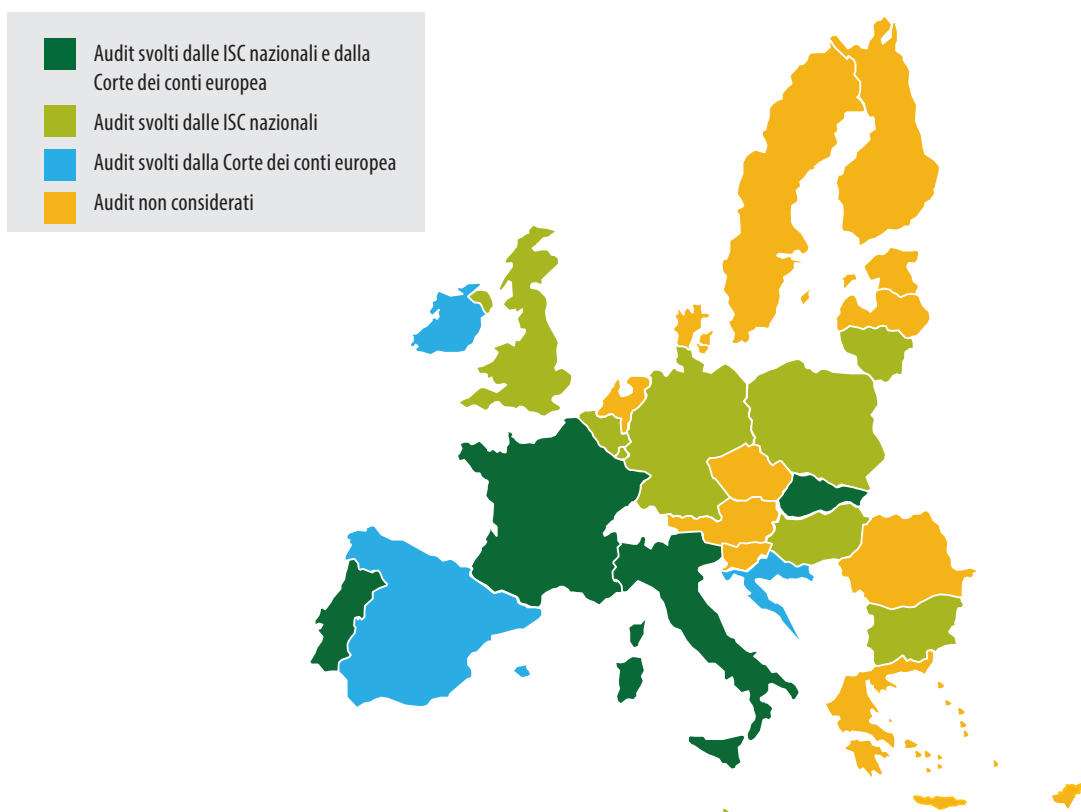 Audit svolti dalle ISC nazionali e dalla
Corte dei conti europea
Audit svolti dalle ISC nazionali
Audit svolti dalla Corte dei conti europea
Audit non considerati